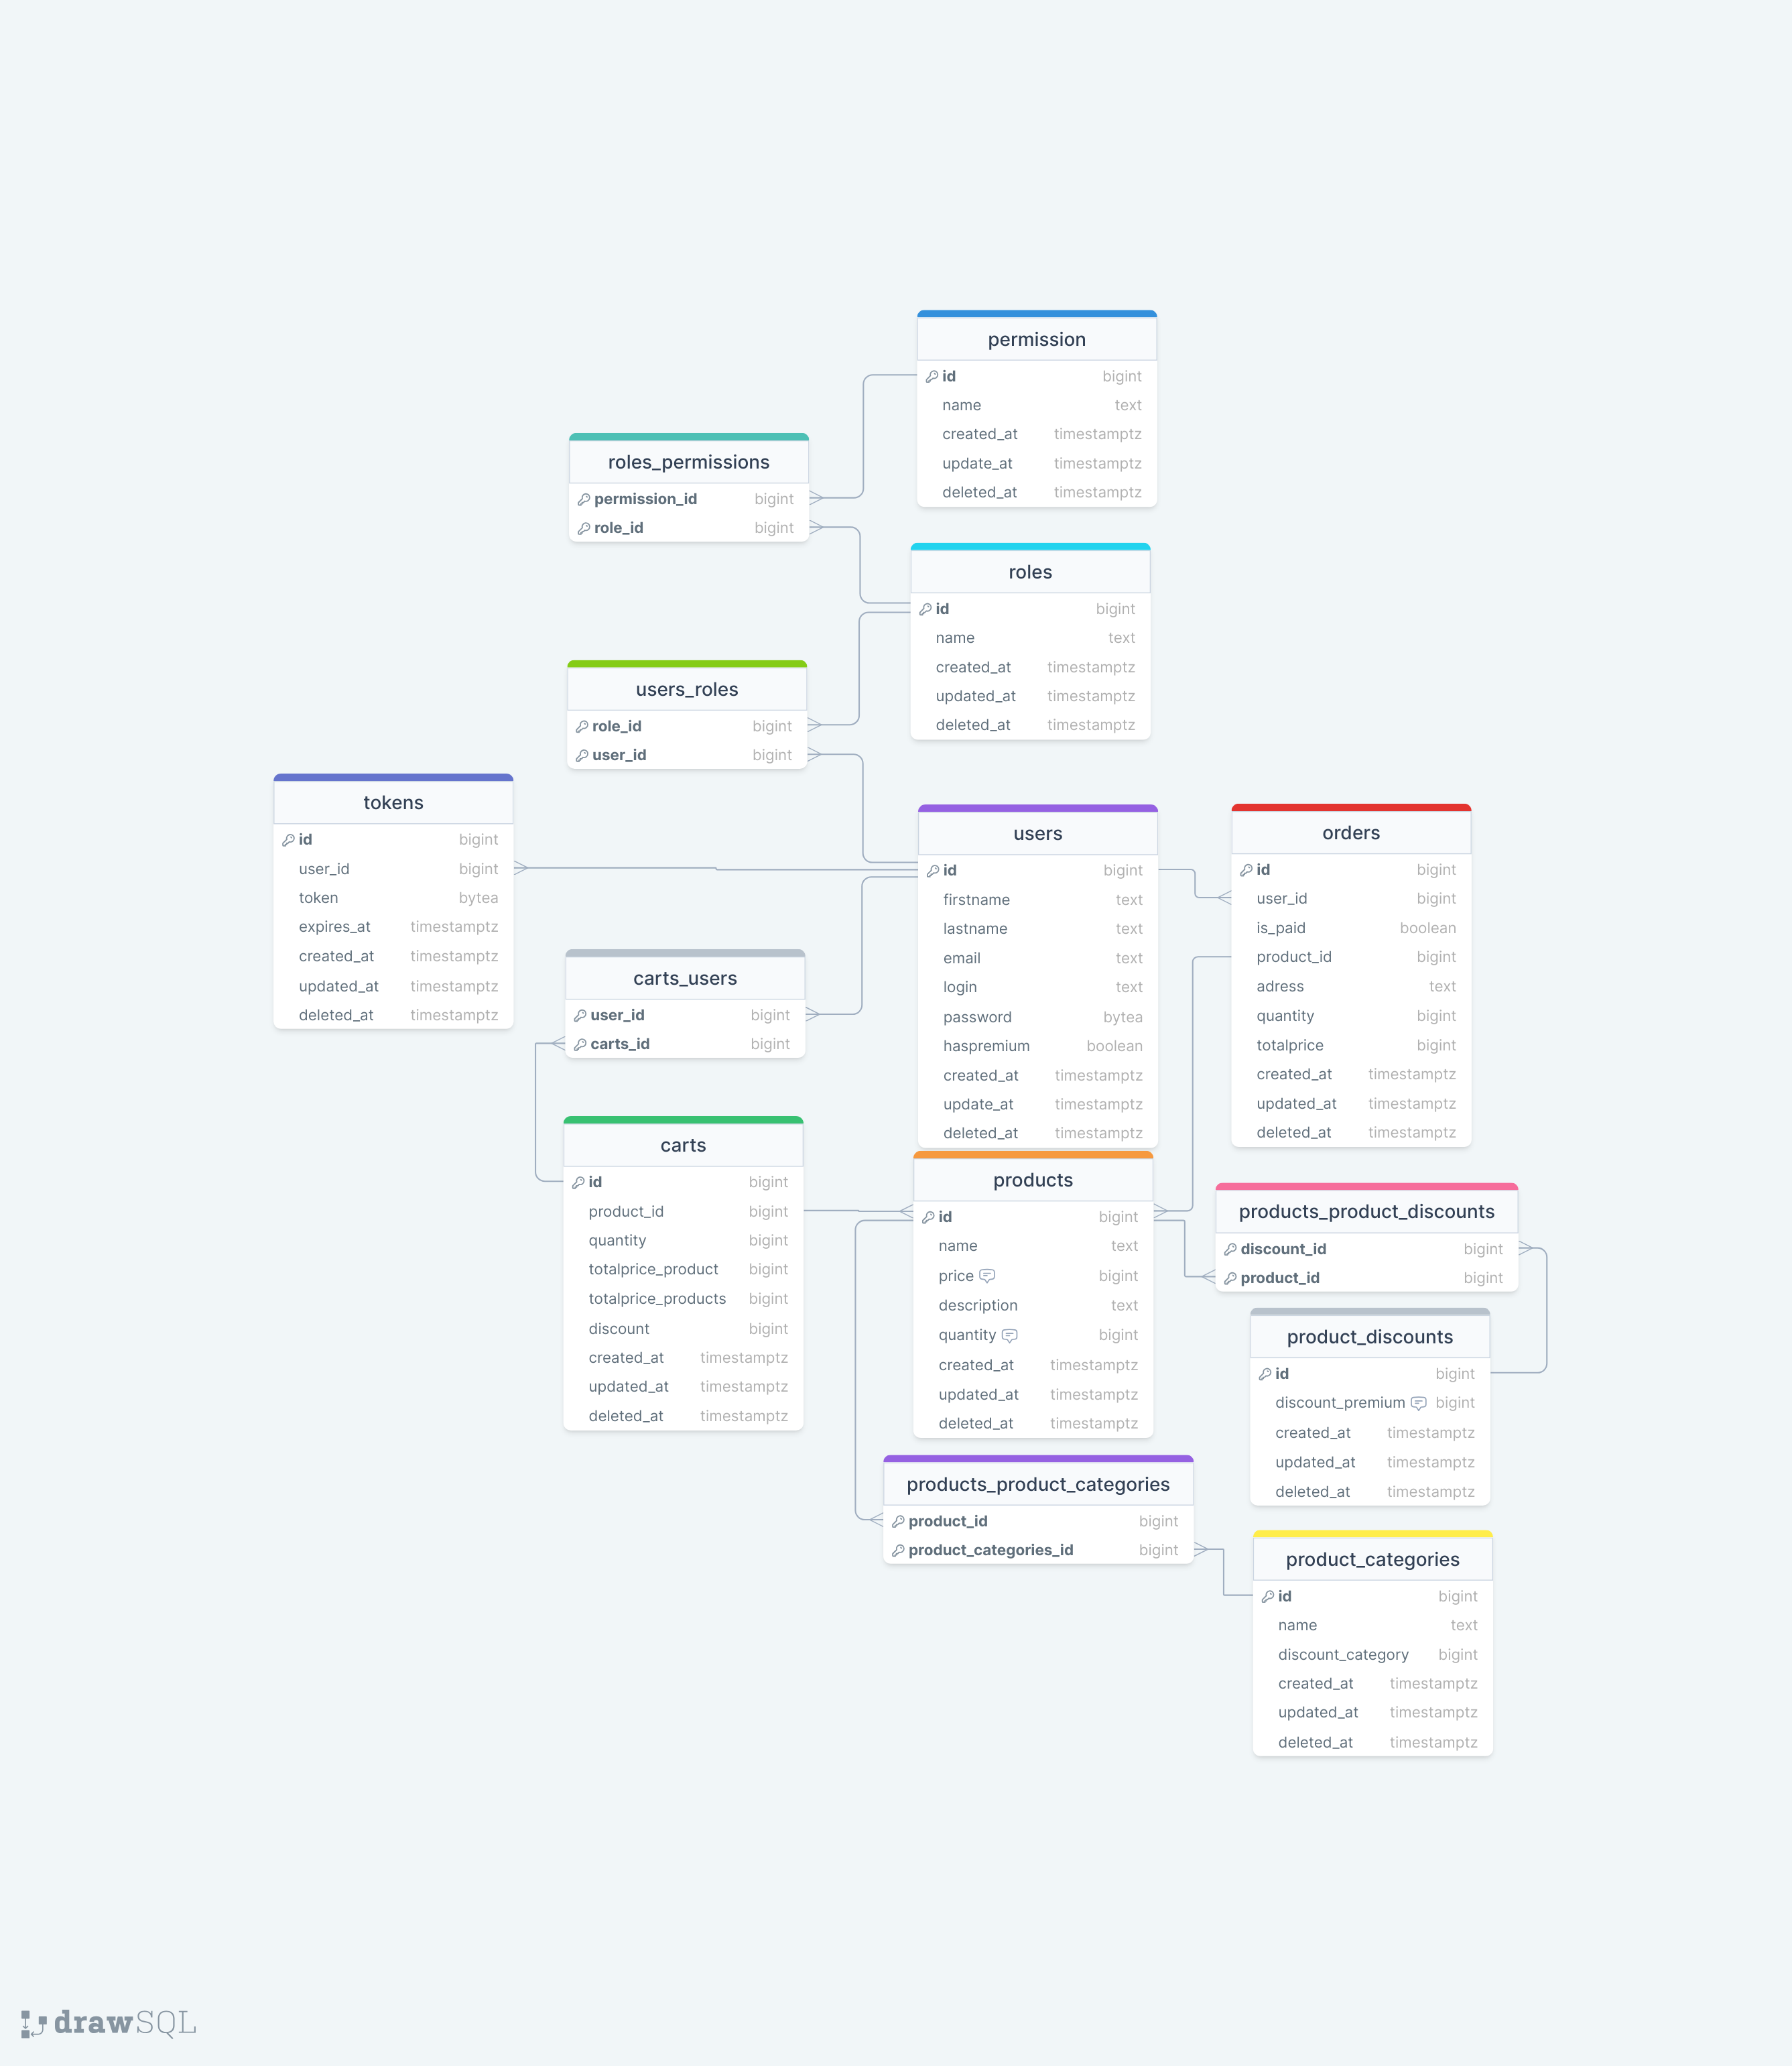 permission
id bigint
name text
created_at timestamptz
update_at timestamptz
deleted_at timestamptz
roles_permissions
permission_id bigint
role_id bigint
roles
id bigint
name text
created_at timestamptz
updated_at timestamptz
deleted_at timestamptz
users_roles
role_id bigint
user_id bigint
tokens
id bigint
user_id bigint
token bytea
expires_at timestamptz
created_at timestamptz
updated_at timestamptz
deleted_at timestamptz
users
id bigint
firstname text
lastname text
email text
login text
password bytea
haspremium boolean
created_at timestamptz
update_at timestamptz
deleted_at timestamptz
orders
id bigint
user_id bigint
is_paid boolean
product_id bigint
adress text
quantity bigint
totalprice bigint
created_at timestamptz
updated_at timestamptz
deleted_at timestamptz
carts_users
user_id bigint
carts_id bigint
carts
id bigint
product_id bigint
quantity bigint
totalprice_product bigint
totalprice_products bigint
discount bigint
created_at timestamptz
updated_at timestamptz
deleted_at timestamptz
products
id bigint
name text
price bigint
description text
quantity bigint
created_at timestamptz
updated_at timestamptz
deleted_at timestamptz
products_product_discounts
discount_id bigint
product_id bigint
product_discounts
id bigint
discount_premium bigint
created_at timestamptz
updated_at timestamptz
deleted_at timestamptz
products_product_categories
product_id bigint
product_categories_id bigint
product_categories
id bigint
name text
discount_category bigint
created_at timestamptz
updated_at timestamptz
deleted_at timestamptz
drawSQL